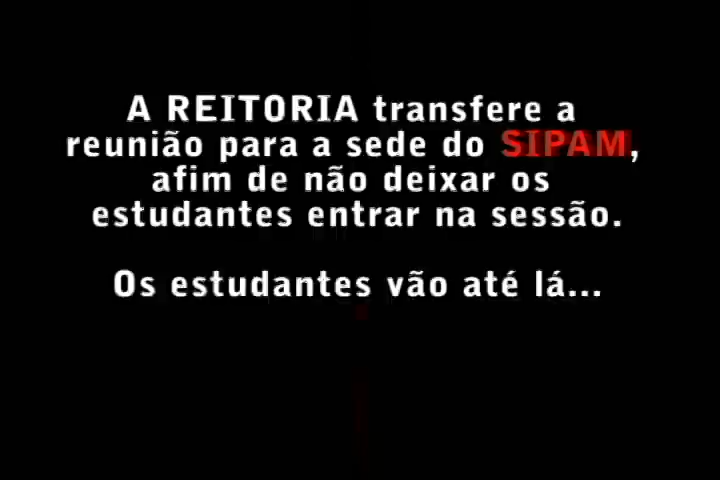 A REITORIA transfere a
reunião para a sede do SIPAM,
afim de não deixar os
estudantes entrar na sessão.
Os estudantes vão até lá...